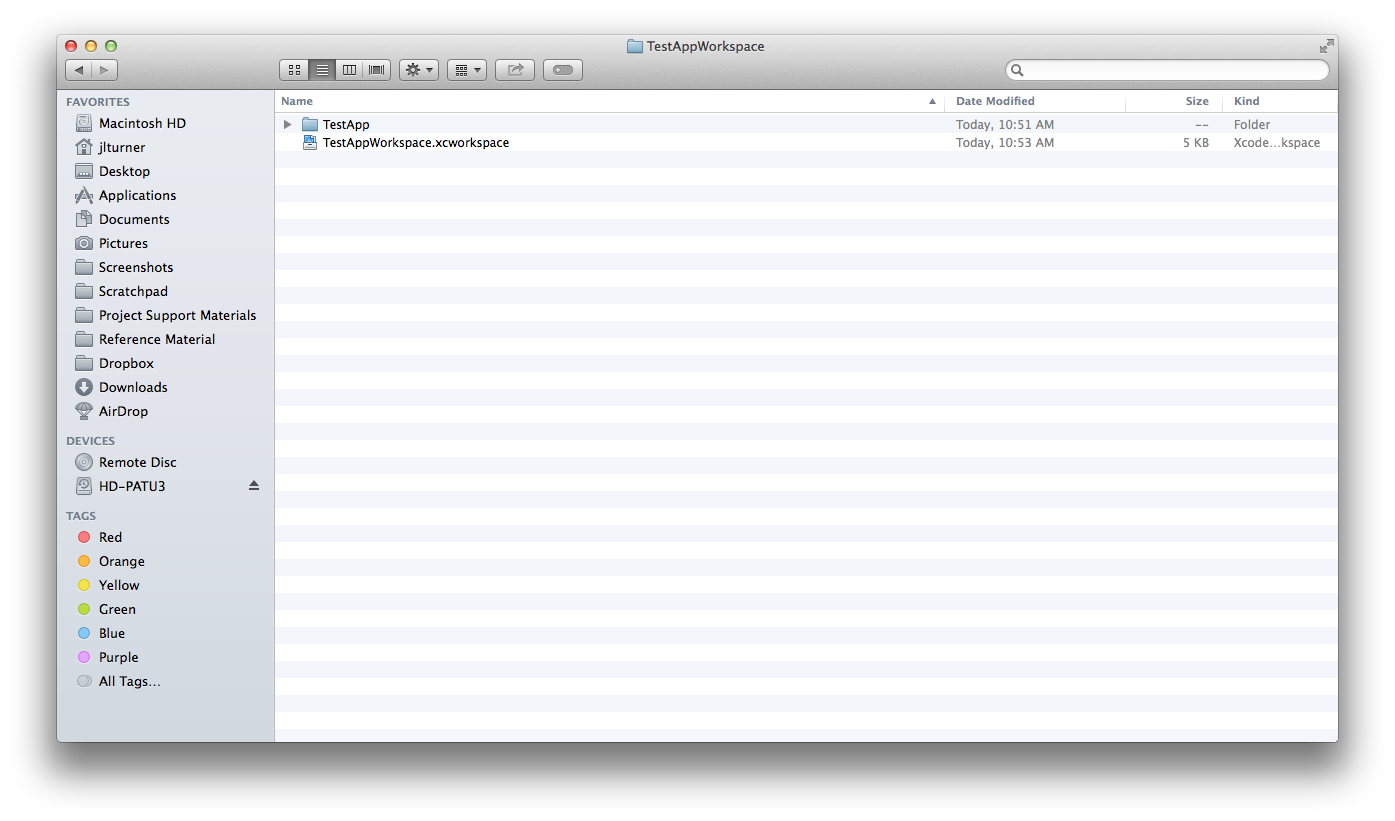 TestAppWorkspace
FAVORITES
Macintosh HD
jlturner
Desktop
Applications
Documents
Pictures
Screenshots
Scratchpad
Project Support Materials
Reference Material
Dropbox
Downloads
AirDrop
DEVICES
Remote Disc
HD-PATU3
TAGS
Red
Orange
Yellow
Green
Blue
Purple
All Tags…
Name Date Modified Size Kind
TestApp Today, 10:51 AM -- Folder
TestAppWorkspace.xcworkspace Today, 10:53 AM 5 KB Xcode…kspace